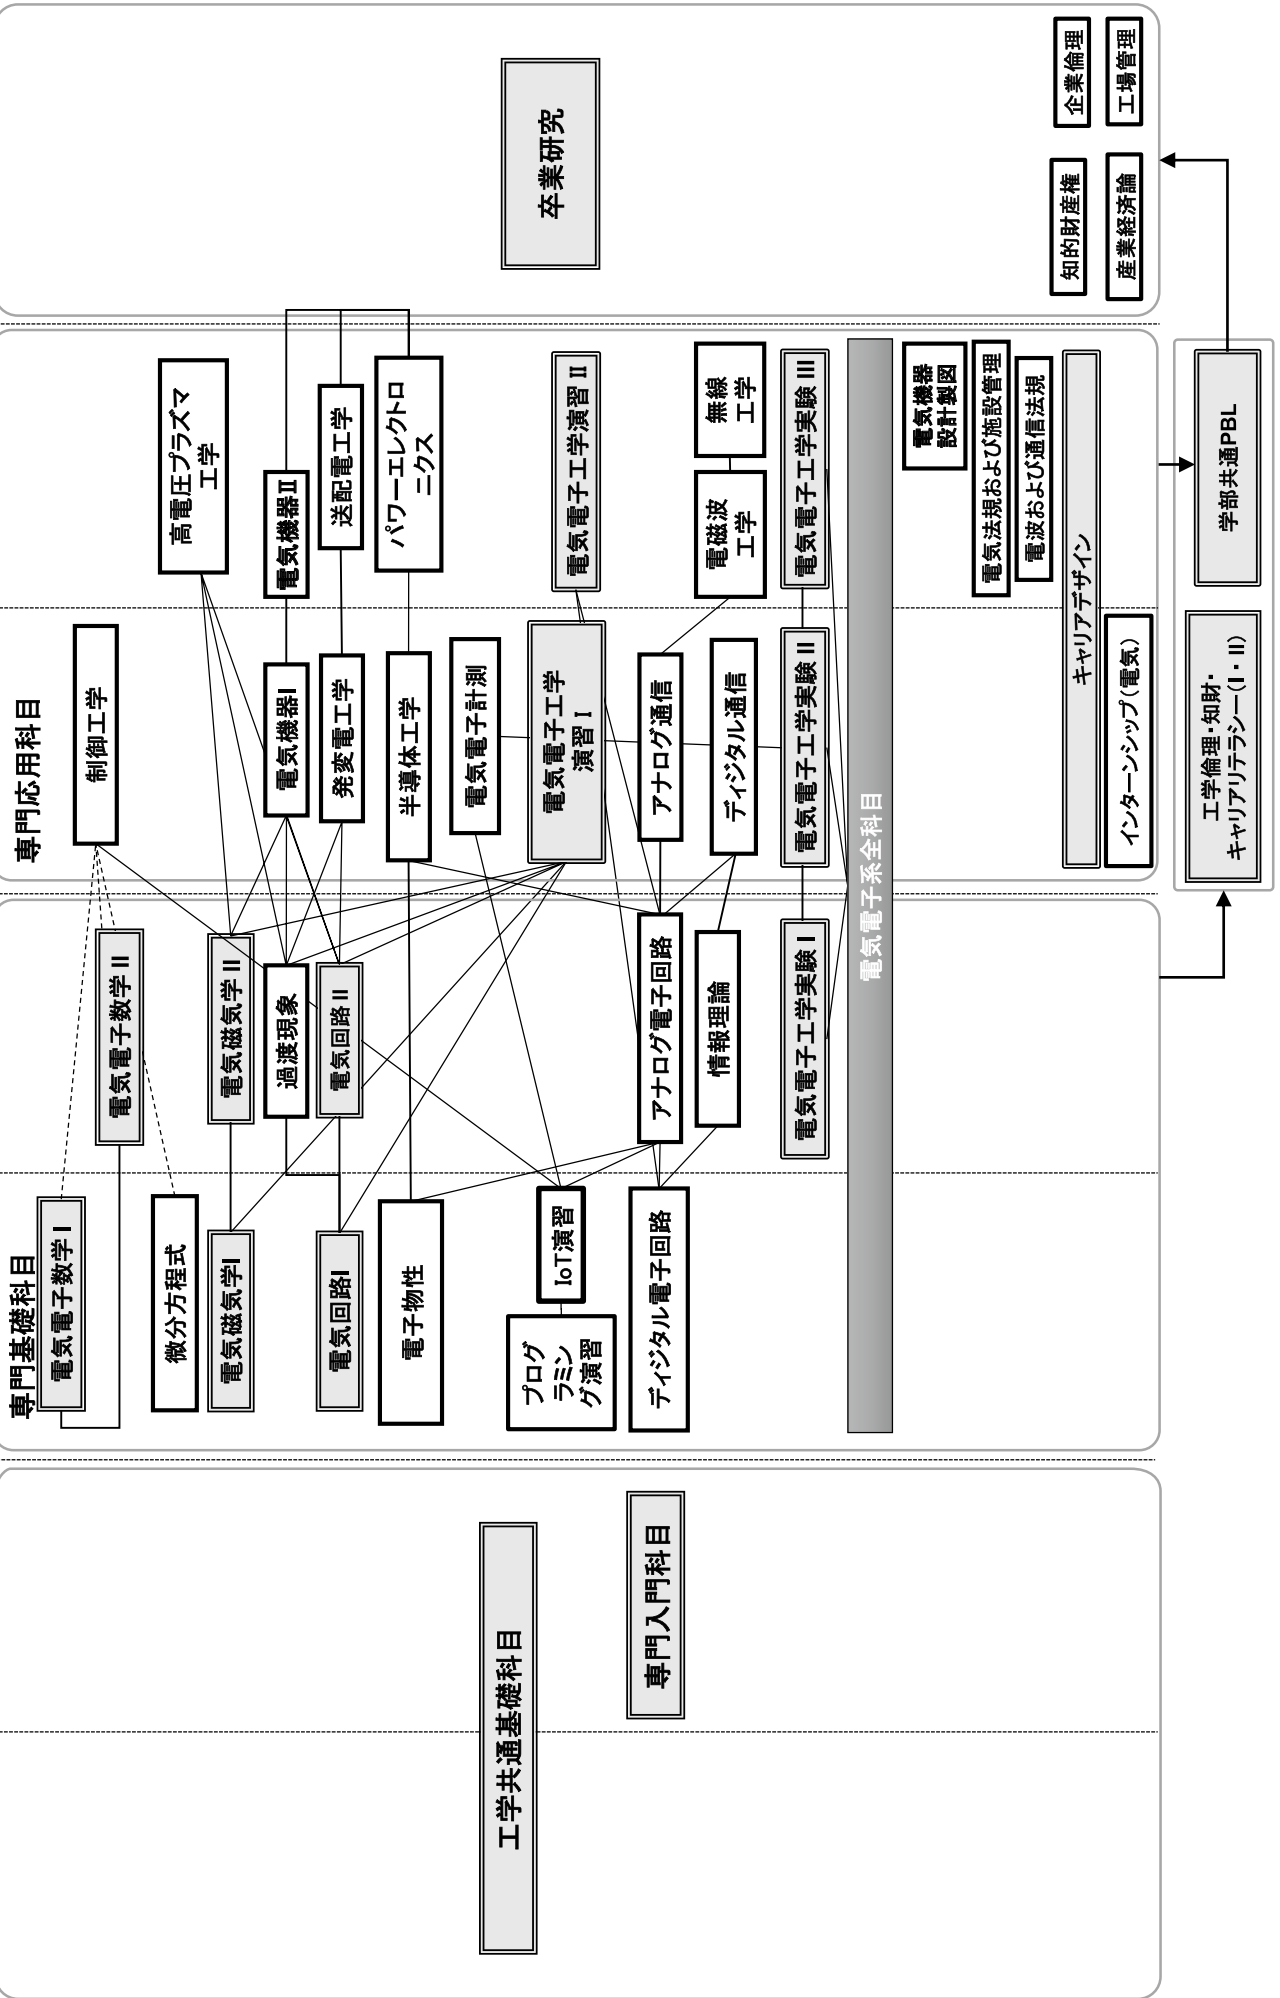 工学共通基礎科目
専門入門科目
専門基礎科目
電気電子数学 I
微分方程式
電気磁気学I
電気回路I
電子物性
プログ
ラミン
グ演習
IoT演習
ディジタル電子回路
電気電子数学 II
電気磁気学 II
過渡現象
電気回路 II
アナログ電子回路
情報理論
電気電子工学実験 I
電気電子系全科目
専門応用科目
制御工学
電気機器I
発変電工学
半導体工学
電気電子計測
電気電子工学
演習 I
アナログ通信
ディジタル通信
電気電子工学実験 II
高電圧プラズマ
工学
電気機器II
送配電工学
パワーエレクトロ
ニクス
電気電子工学演習 II
電磁波
工学
無線
工学
電気電子工学実験 III
電気機器
設計製図
電気法規および施設管理
電波および通信法規
キャリアデザイン
インターンシップ(電気)
工学倫理・知財・
キャリアリテラシー(I・II)
学部共通PBL
卒業研究
知的財産権
企業倫理
産業経済論
工場管理